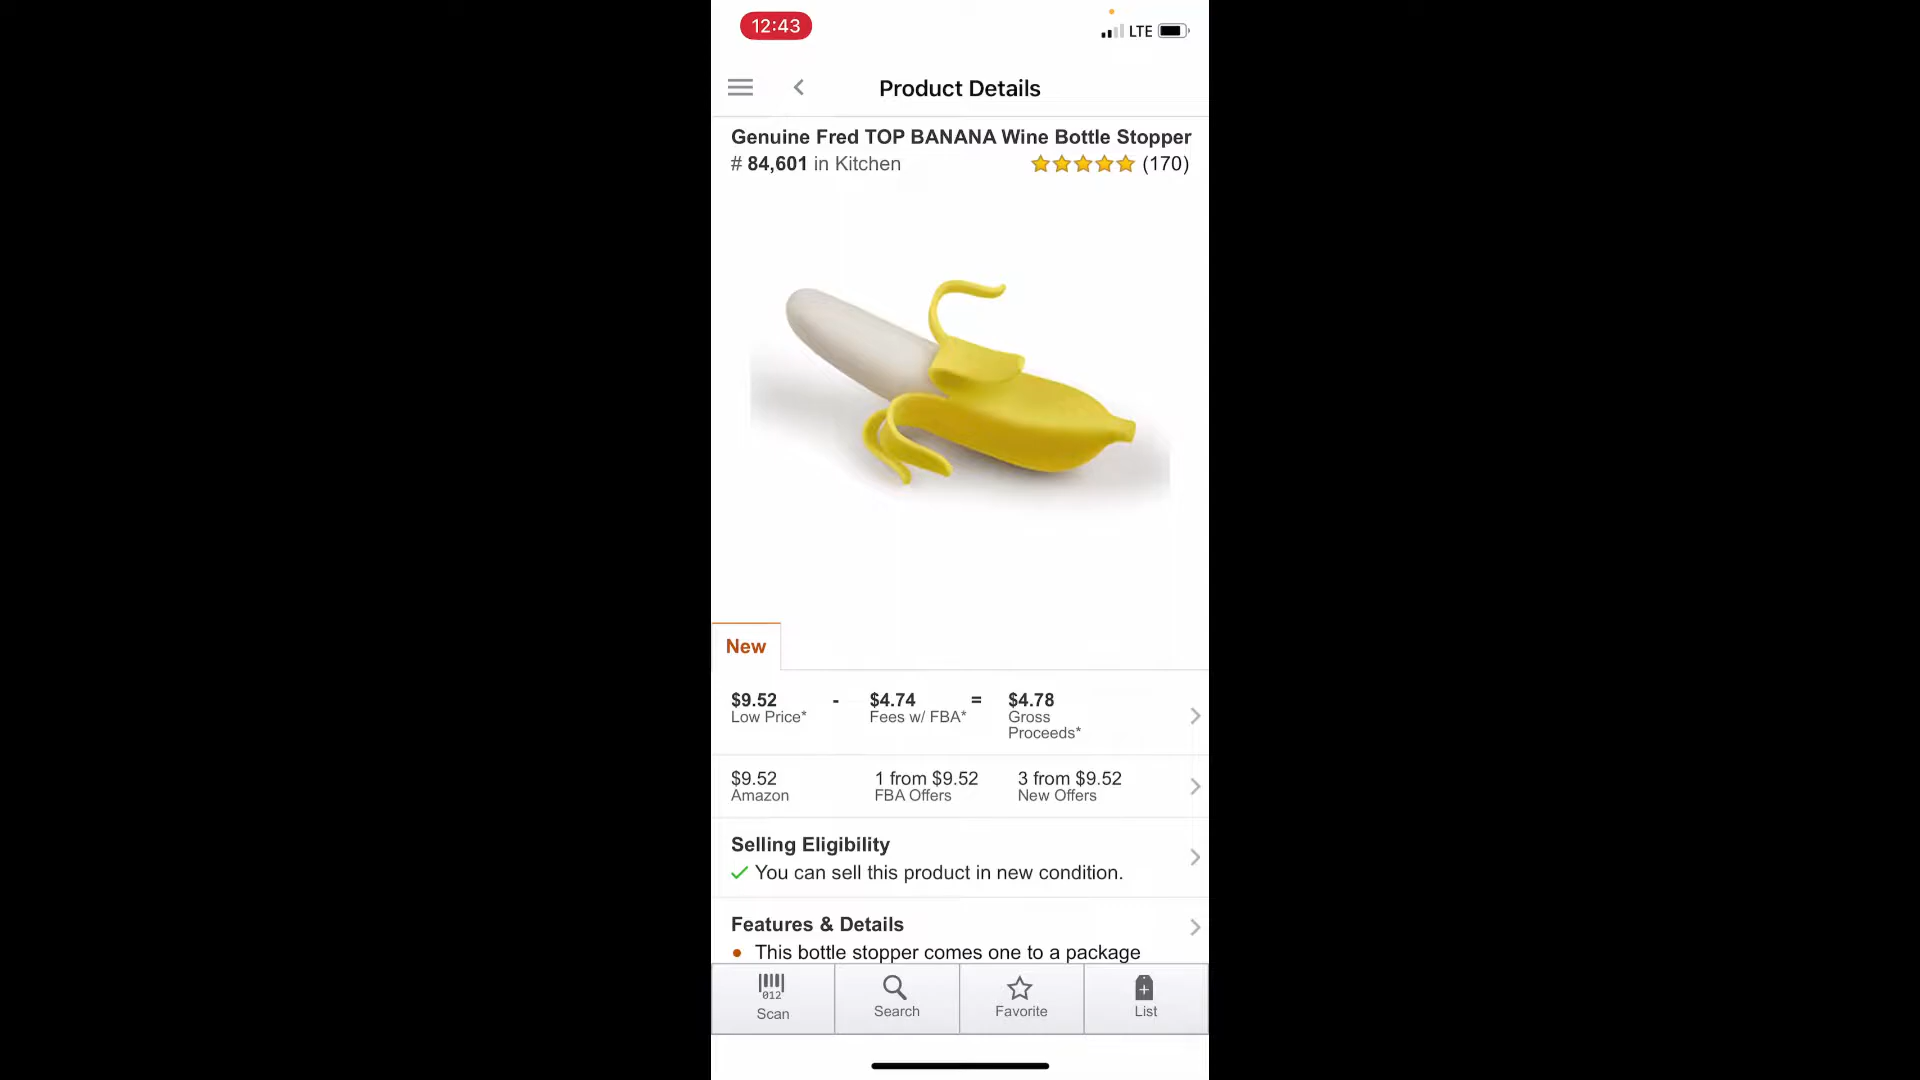 12:43
LTE
Product Details
Genuine Fred TOP BANANA Wine Bottle Stopper
# 84,601 in Kitchen (170)
New
$9.52 - $4.74 = $4.78
Low Price* Fees w/ FBA* Gross
Proceeds*
$9.52 1 from $9.52 3 from $9.52
Amazon FBA Offers New Offers
Selling Eligibility
You can sell this product in new condition.
Features & Details
This bottle stopper comes one to a package
012
Scan Search Favorite List